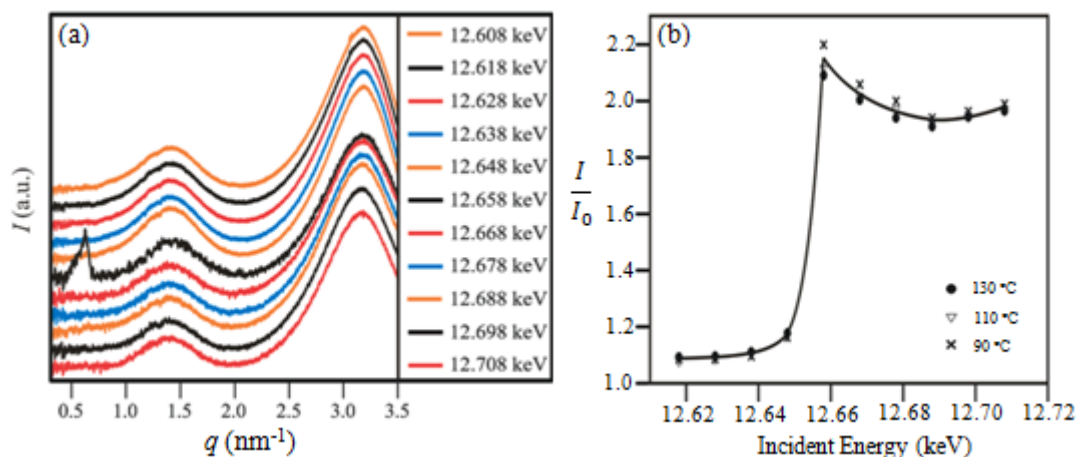 (a)
I (a.u.)
0.5 1.0 1.5 2.0 2.5 3.0 3.5
q (nm-1)
12.608 keV
12.618 keV
12.628 keV
12.638 keV
12.648 keV
12.658 keV
12.668 keV
12.678 keV
12.688 keV
12.698 keV
12.708 keV
(b)
I
I0
2.2
2.0
1.8
1.6
1.4
1.2
1.0
130 °C
110 °C
90 °C
12.62 12.64 12.66 12.68 12.70 12.72
Incident Energy (keV)